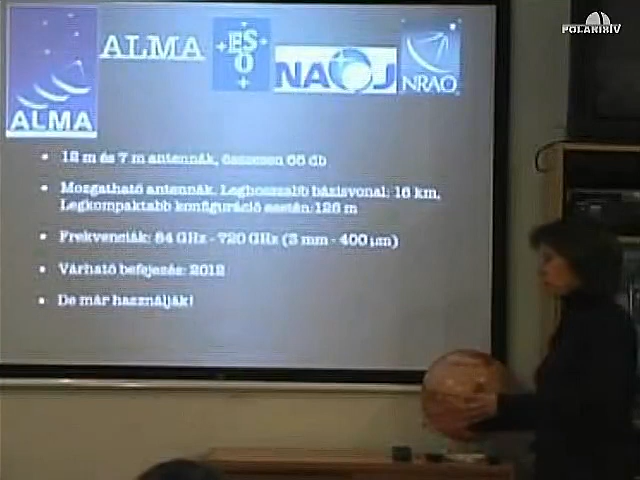 POLARIXIV
ALMA
ESO
NAOJ
NRAO
ALMA
12 m és 7 m antennák, összesen 66 db
Mozgatható antennák. Leghosszabb bázisvonal: 16 km,
Legkompaktabb konfiguráció esetén: 126 m
Frekvenciák: 84 GHz - 720 GHz (3 mm - 400 µm)
Várható befejezés: 2012
De már használják!